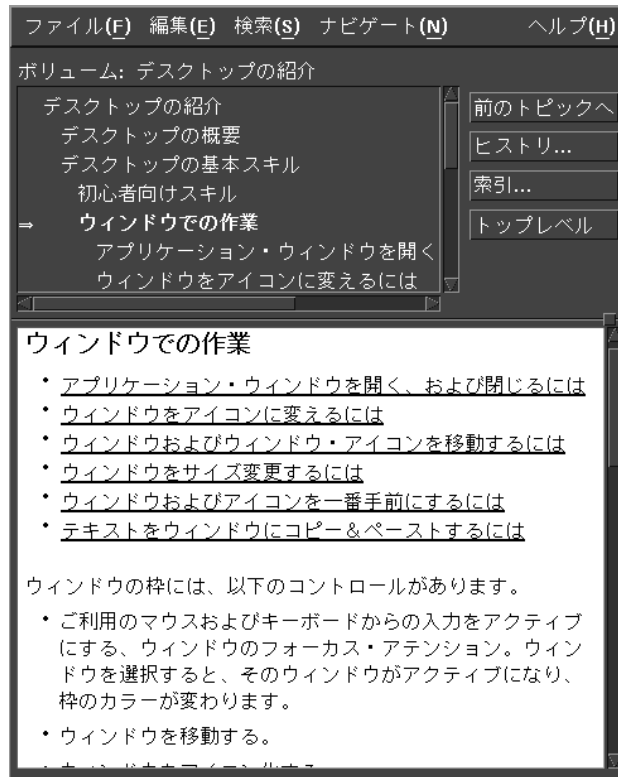 ファイル(F) 編集(E) 検索(S) ナビゲート(N) ヘルプ(H)
ボリューム: デスクトップの紹介
デスクトップの紹介
デスクトップの概要
デスクトップの基本スキル
初心者向けスキル
⇒ ウィンドウでの作業
アプリケーション・ウィンドウを開く
ウィンドウをアイコンに変えるには
前のトピックへ
ヒストリ...
索引...
トップレベル
ウィンドウでの作業
• アプリケーション・ウィンドウを開く、および閉じるには
• ウィンドウをアイコンに変えるには
• ウィンドウおよびウィンドウ・アイコンを移動するには
• ウィンドウをサイズ変更するには
• ウィンドウおよびアイコンを一番手前にするには
• テキストをウィンドウにコピー&ペーストするには
ウィンドウの枠には、以下のコントロールがあります。
• ご利用のマウスおよびキーボードからの入力をアクティブ
にする、ウィンドウのフォーカス・アテンション。ウィン
ドウを選択すると、そのウィンドウがアクティブになり、
枠のカラーが変わります。
• ウィンドウを移動する。